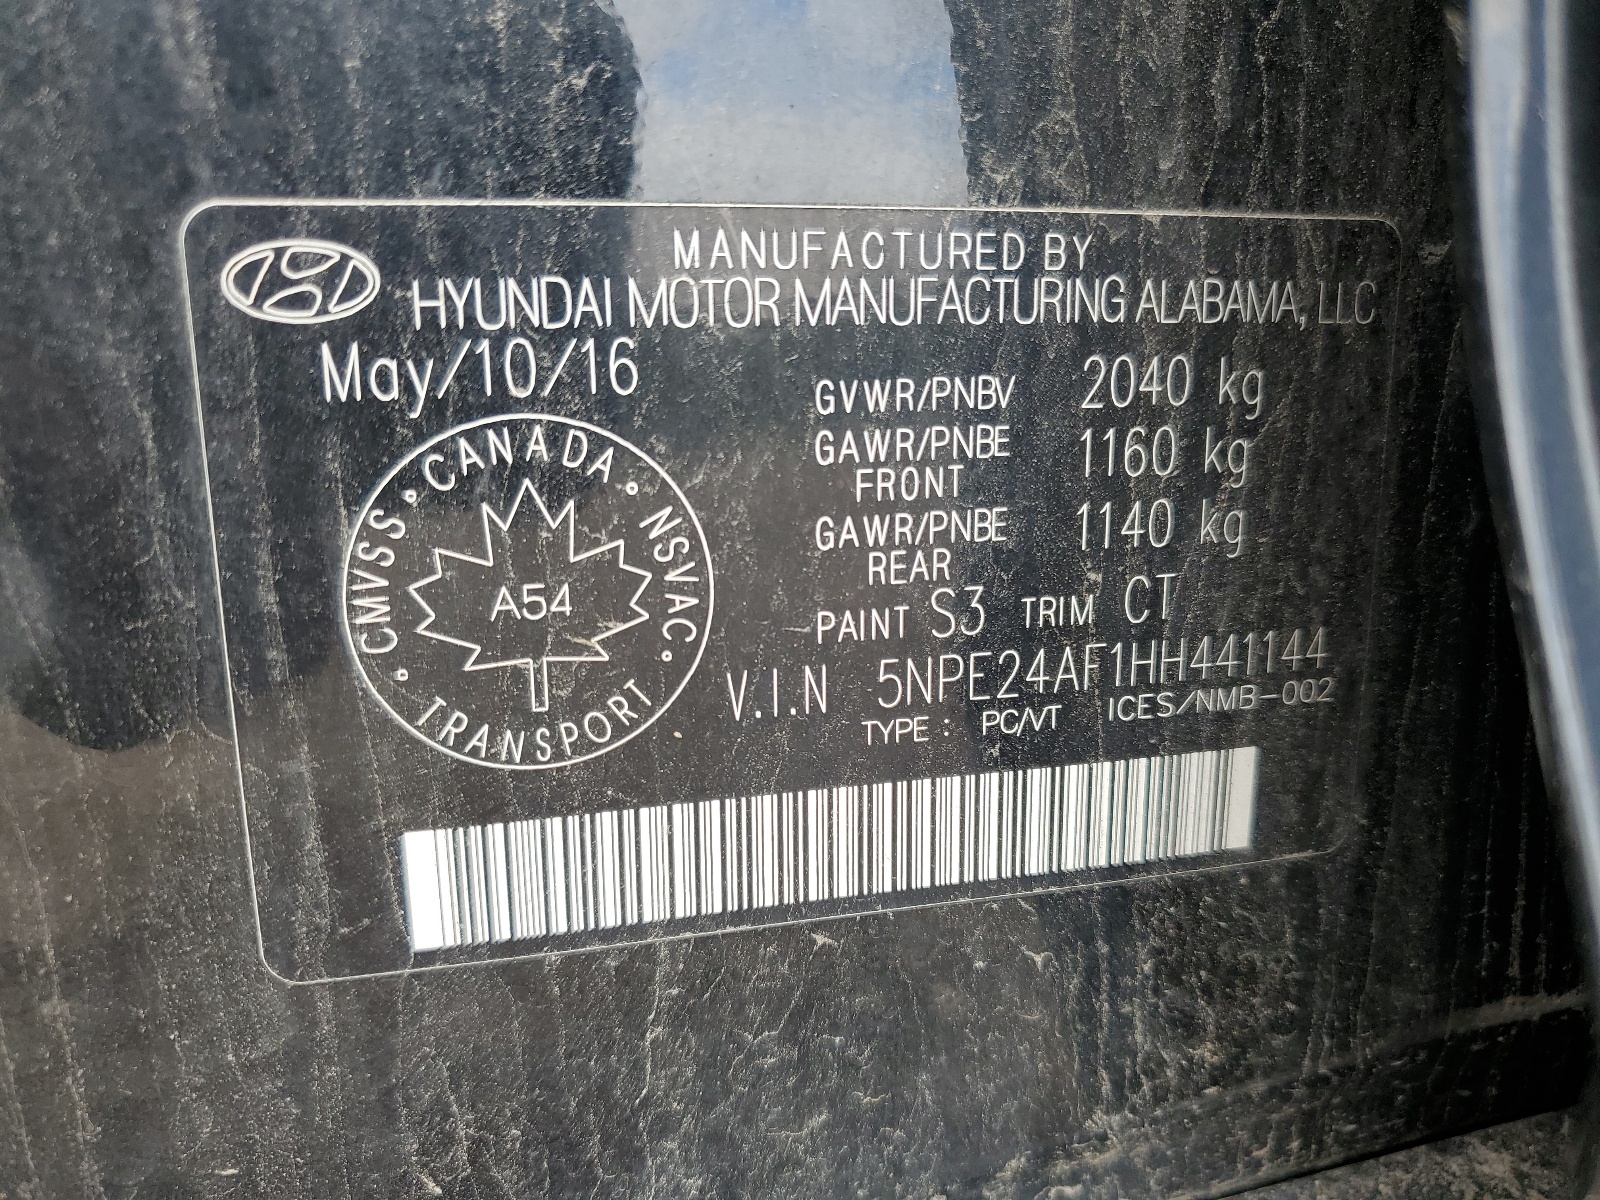 MANUFACTURED BY
HYUNDAI MOTOR MANUFACTURING ALABAMA, LLC
May/10/16
GVWR/PNBV 2040 kg
GAWR/PNBE 1160 kg
FRONT
GAWR/PNBE 1140 kg
REAR
PAINT S3 TRIM CT
V.I.N 5NPE24AF1HH441144
TYPE : PC/VT ICES/NMB-002
CANADA
CMVSS
NSVAC
A54
TRANSPORT